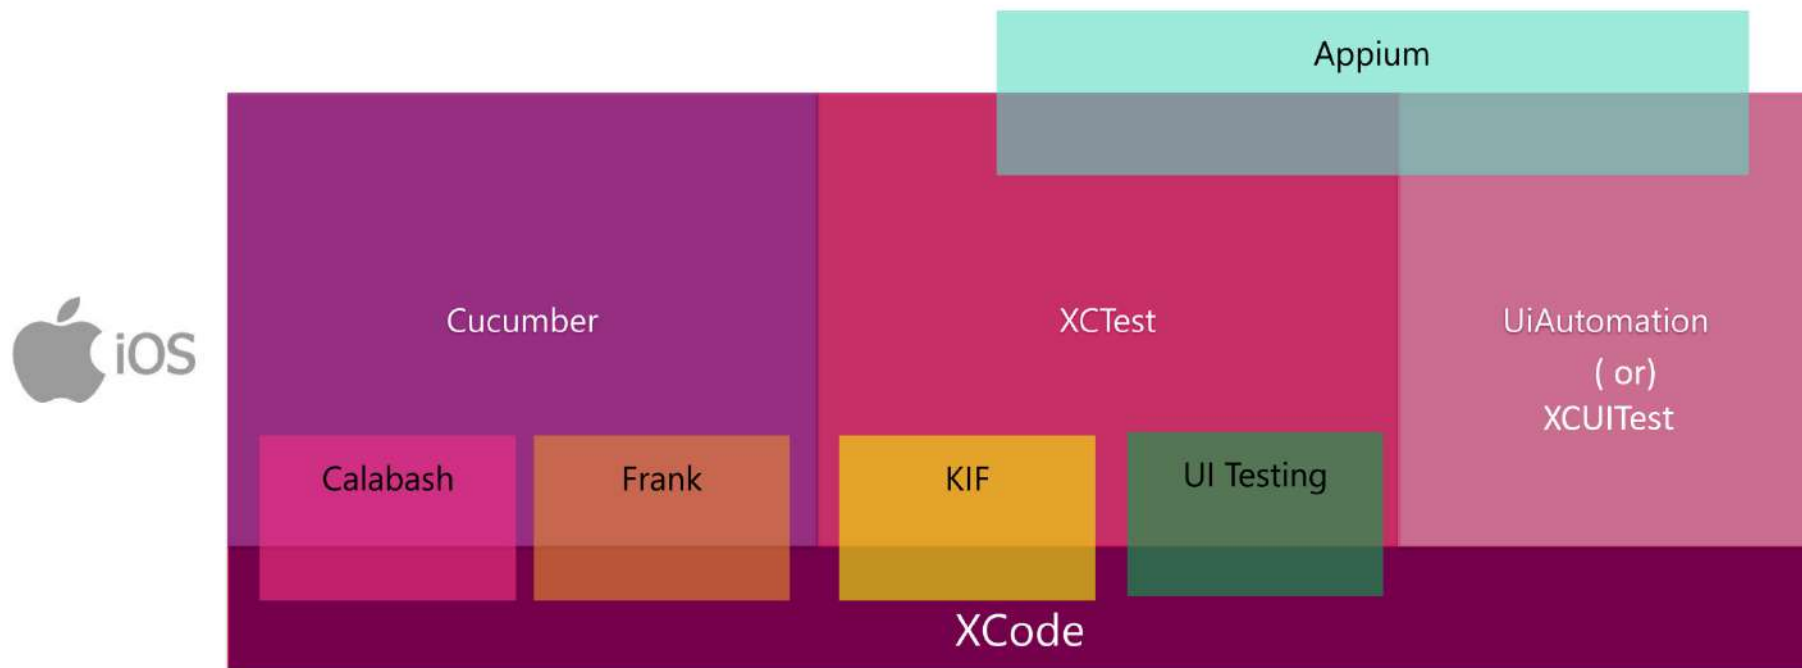 Appium
iOS
Cucumber
XCTest
UiAutomation
( or)
XCUITest
Calabash
Frank
KIF
UI Testing
XCode